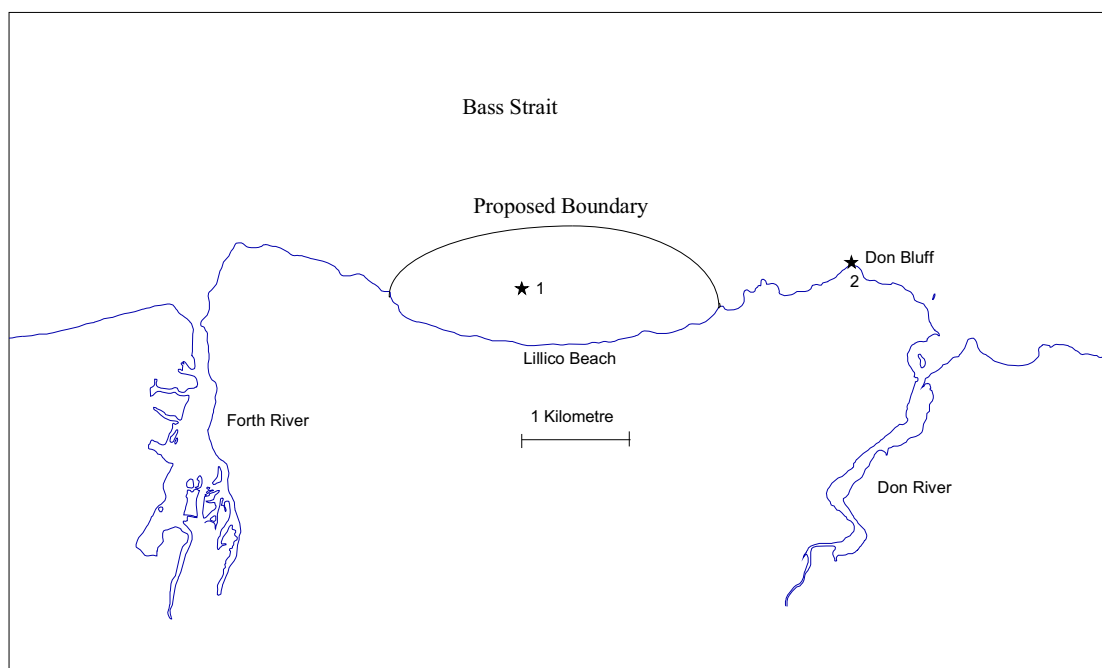 Bass Strait
Proposed Boundary
Don Bluff
1
2
Lillico Beach
1 Kilometre
Forth River
Don River